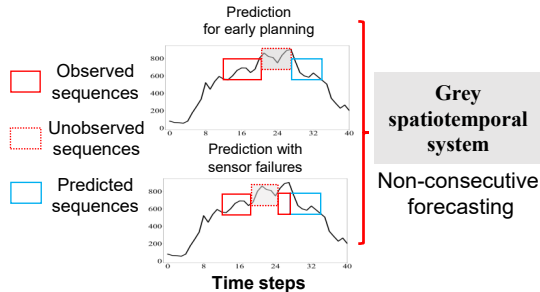 Prediction
for early planning
800
600
400
200
0
0 8 16 24 32 40
Observed
sequences
Unobserved
sequences
Predicted
sequences
Prediction with
sensor failures
800
600
400
200
0
0 8 16 24 32 40
Time steps
Grey
spatiotemporal
system
Non-consecutive
forecasting